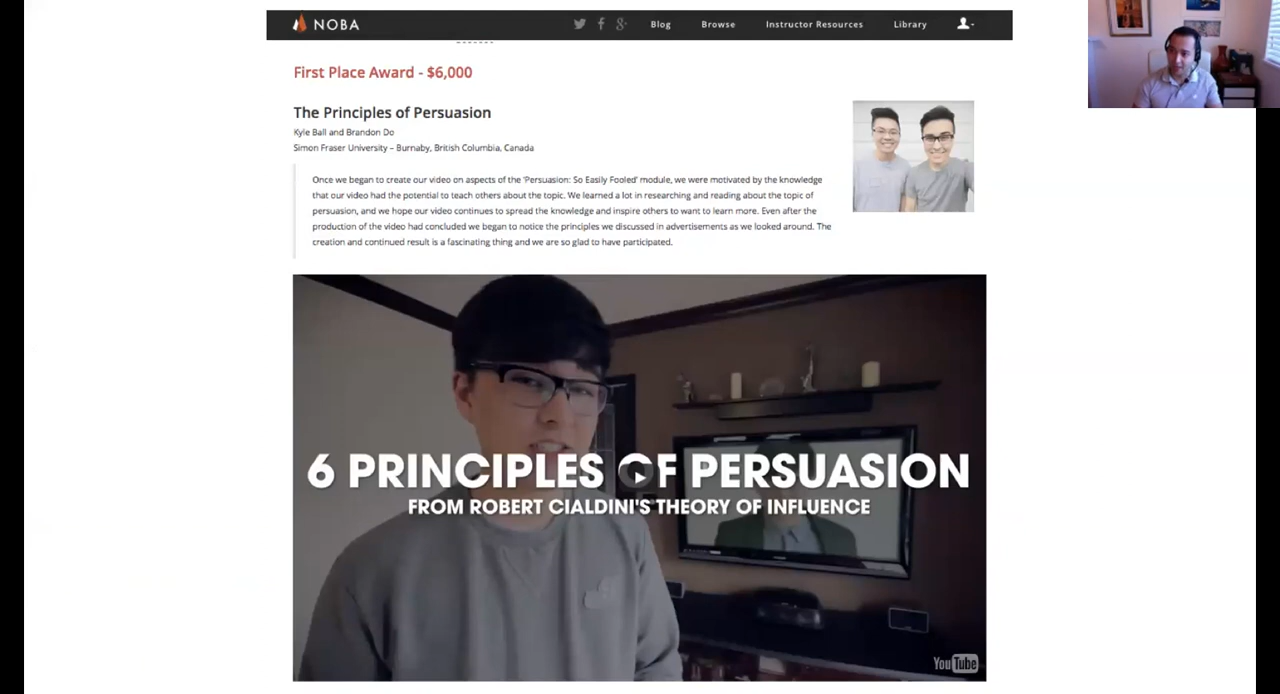 NOBA
Blog Browse Instructor Resources Library
First Place Award - $6,000
The Principles of Persuasion
Kyle Ball and Brandon Do
Simon Fraser University – Burnaby, British Columbia, Canada
Once we began to create our video on aspects of the 'Persuasion: So Easily Fooled' module, we were motivated by the knowledge
that our video had the potential to teach others about the topic. We learned a lot in researching and reading about the topic of
persuasion, and we hope our video continues to spread the knowledge and inspire others to want to learn more. Even after the
production of the video had concluded we began to notice the principles we discussed in advertisements as we looked around. The
creation and continued result is a fascinating thing and we are so glad to have participated.
6 PRINCIPLES OF PERSUASION
FROM ROBERT CIALDINI'S THEORY OF INFLUENCE
YouTube